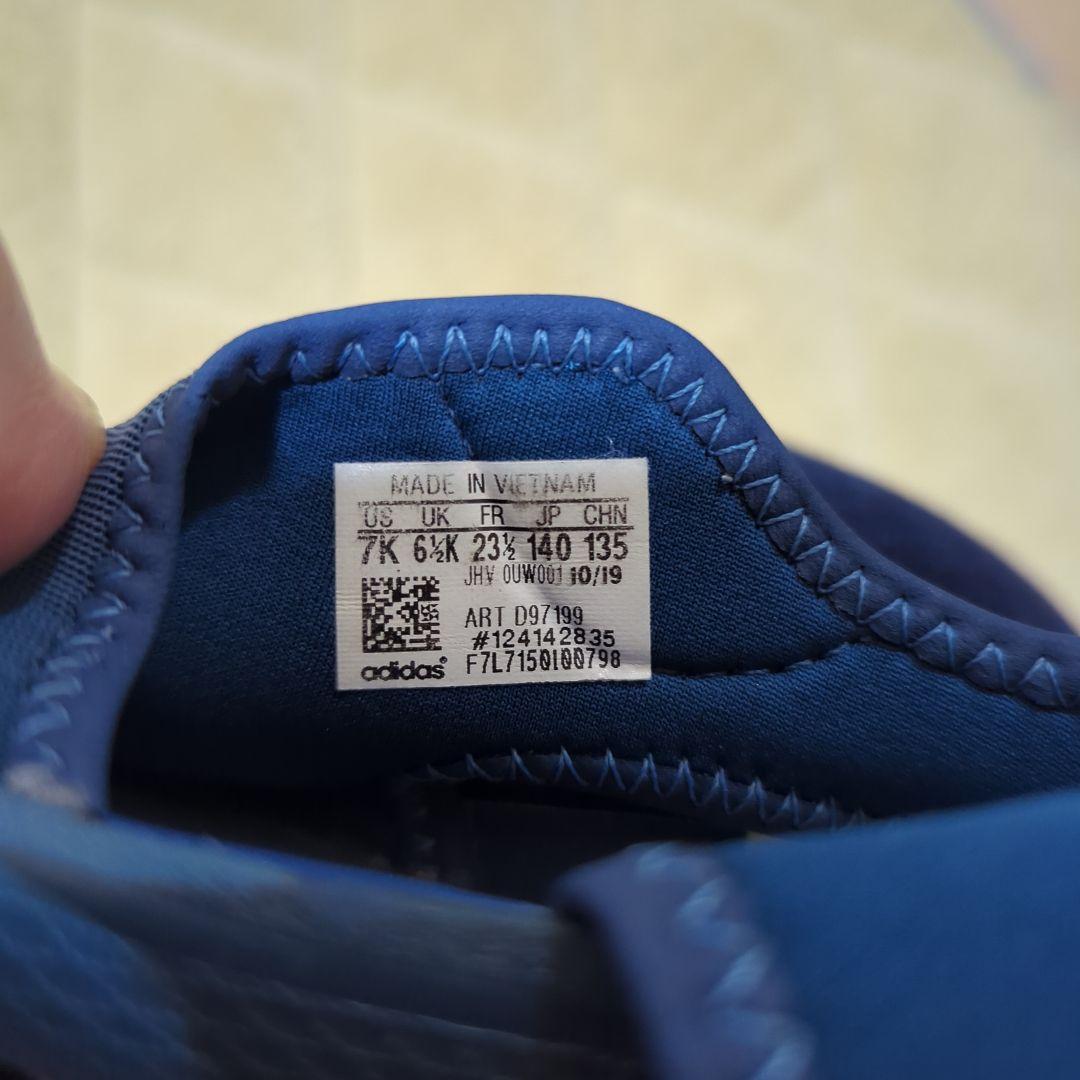 MADE IN VIETNAM
US UK FR JP CHN
7K 6½K 23½ 140 135
JHV 0UW001 10/19
ART D97199
#124142835
adidas® F7L7150I00798